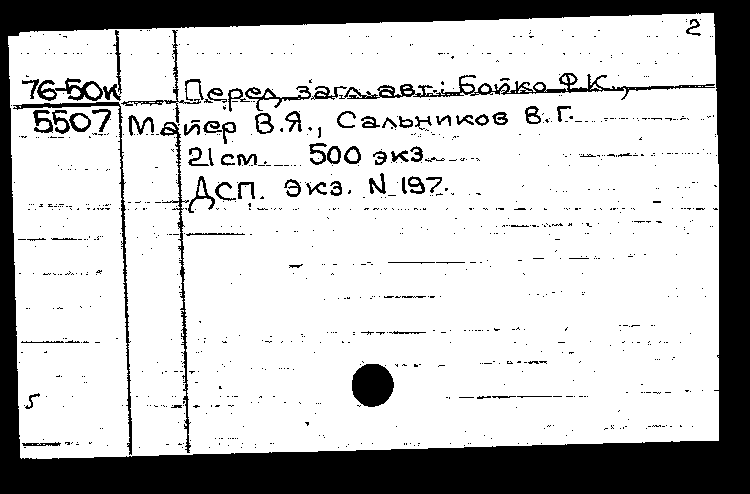 2
76-50к Перед загл. авт.: Бойко Ф.К.,
5507 Майер В.Я., Сальников В.Г.
21 см. 500 экз.
ДСП. Экз. N 197.
5